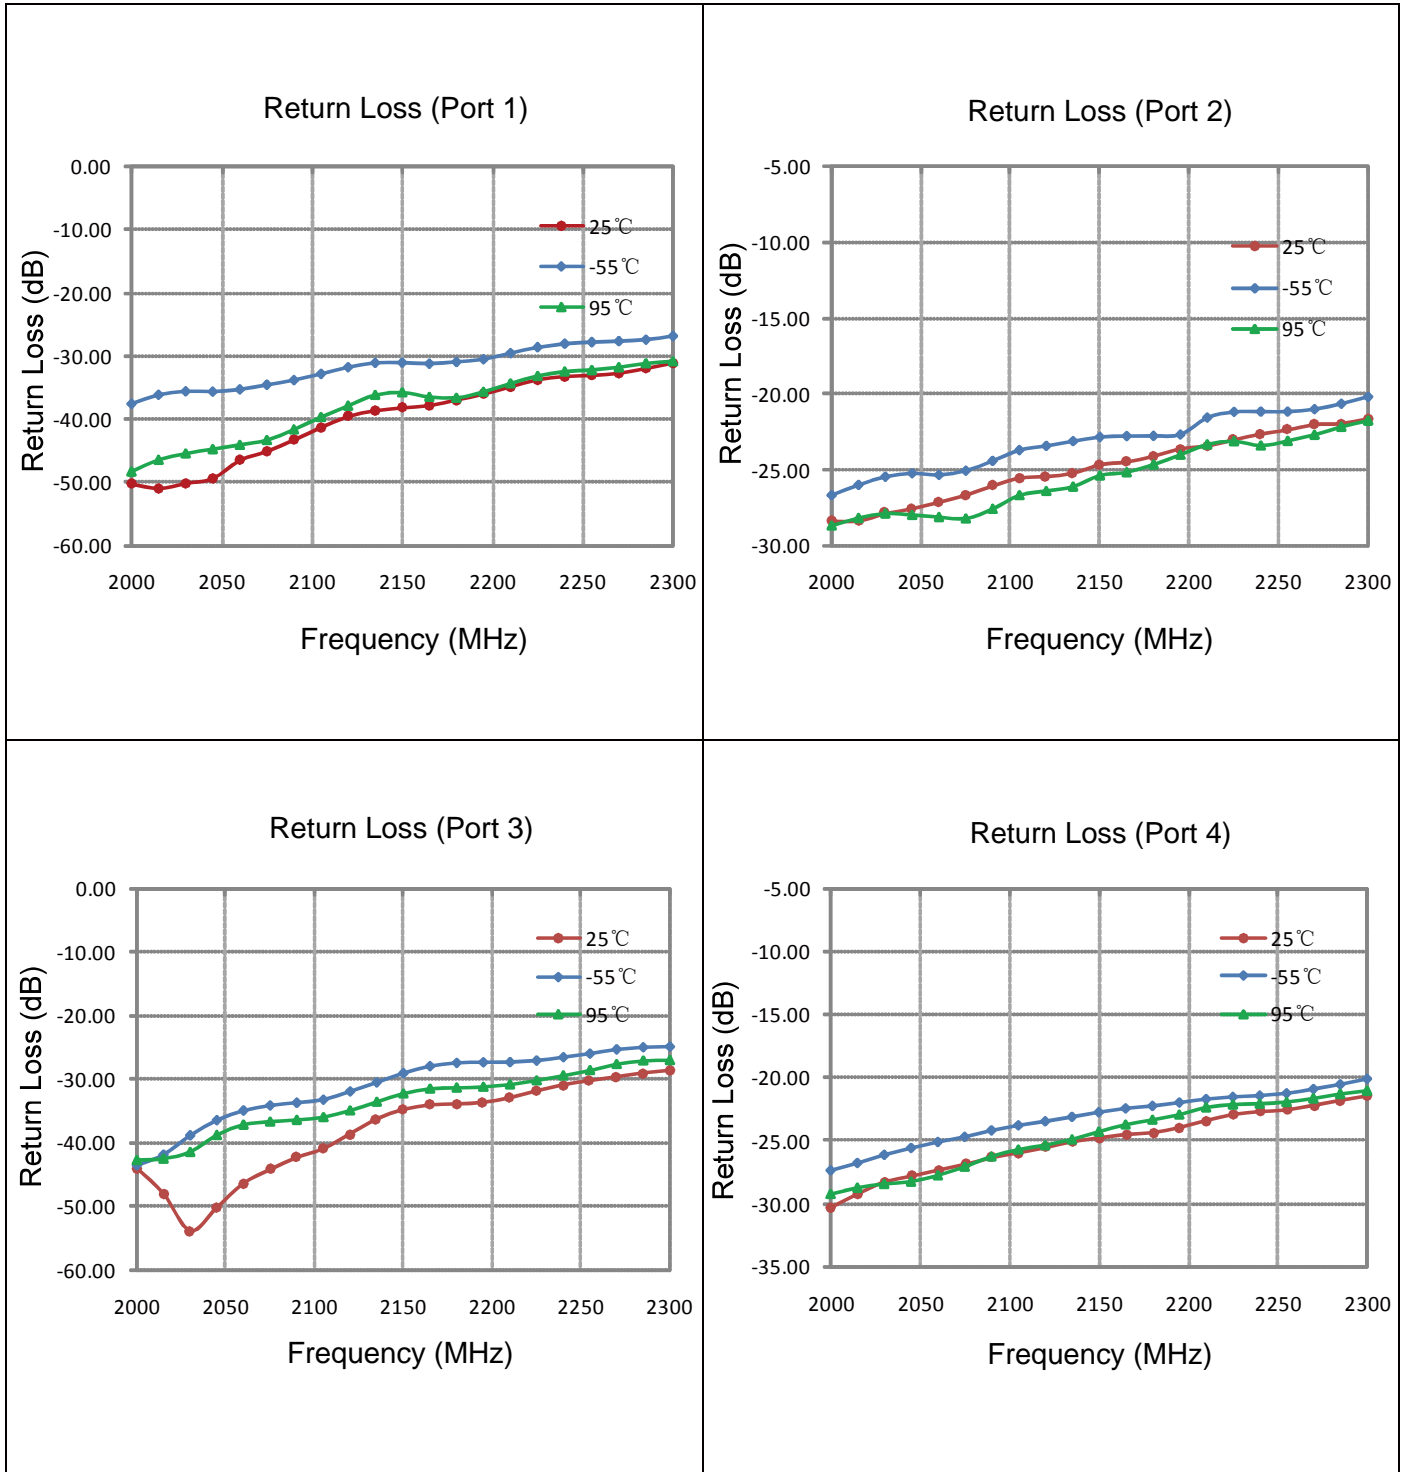 Return Loss (Port 1)
Return Loss (dB)
0.00
-10.00
-20.00
-30.00
-40.00
-50.00
-60.00
25℃
-55℃
95℃
2000 2050 2100 2150 2200 2250 2300
Frequency (MHz)
Return Loss (Port 2)
Return Loss (dB)
-5.00
-10.00
-15.00
-20.00
-25.00
-30.00
25℃
-55℃
95℃
2000 2050 2100 2150 2200 2250 2300
Frequency (MHz)
Return Loss (Port 3)
Return Loss (dB)
0.00
-10.00
-20.00
-30.00
-40.00
-50.00
-60.00
25℃
-55℃
95℃
2000 2050 2100 2150 2200 2250 2300
Frequency (MHz)
Return Loss (Port 4)
Return Loss (dB)
-5.00
-10.00
-15.00
-20.00
-25.00
-30.00
-35.00
25℃
-55℃
95℃
2000 2050 2100 2150 2200 2250 2300
Frequency (MHz)